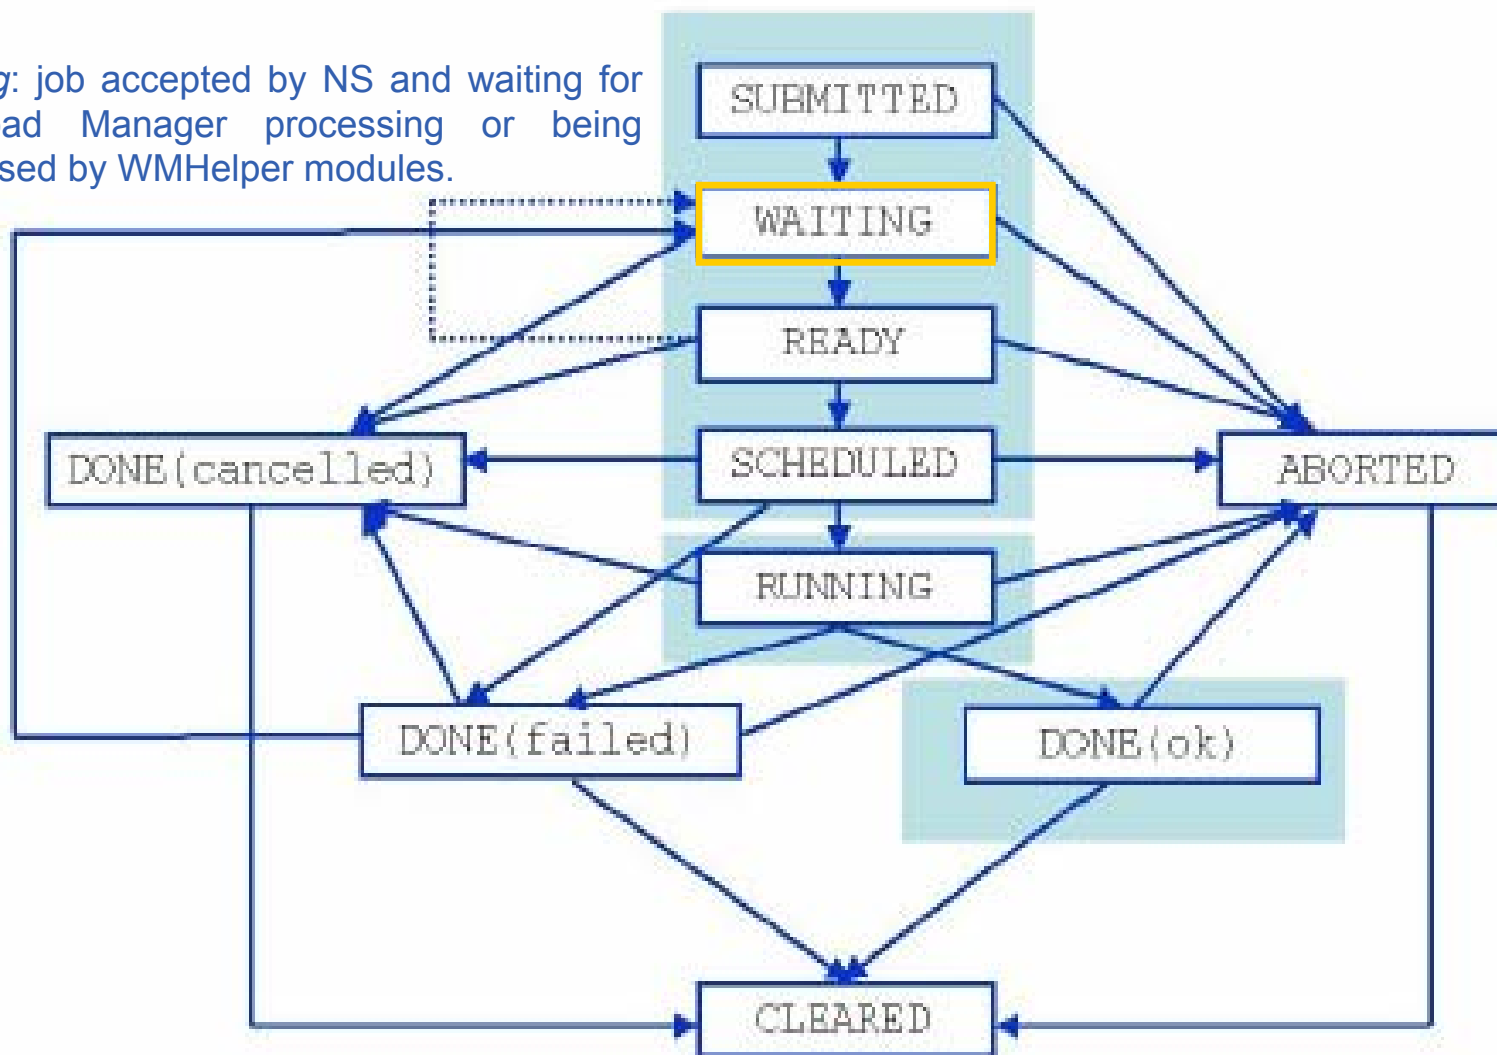 g: job accepted by NS and waiting for
ad Manager processing or being
sed by WMHelper modules.
SUBMITTED
WAITING
READY
DONE(cancelled)
SCHEDULED
ABORTED
RUNNING
DONE(failed)
DONE(ok)
CLEARED